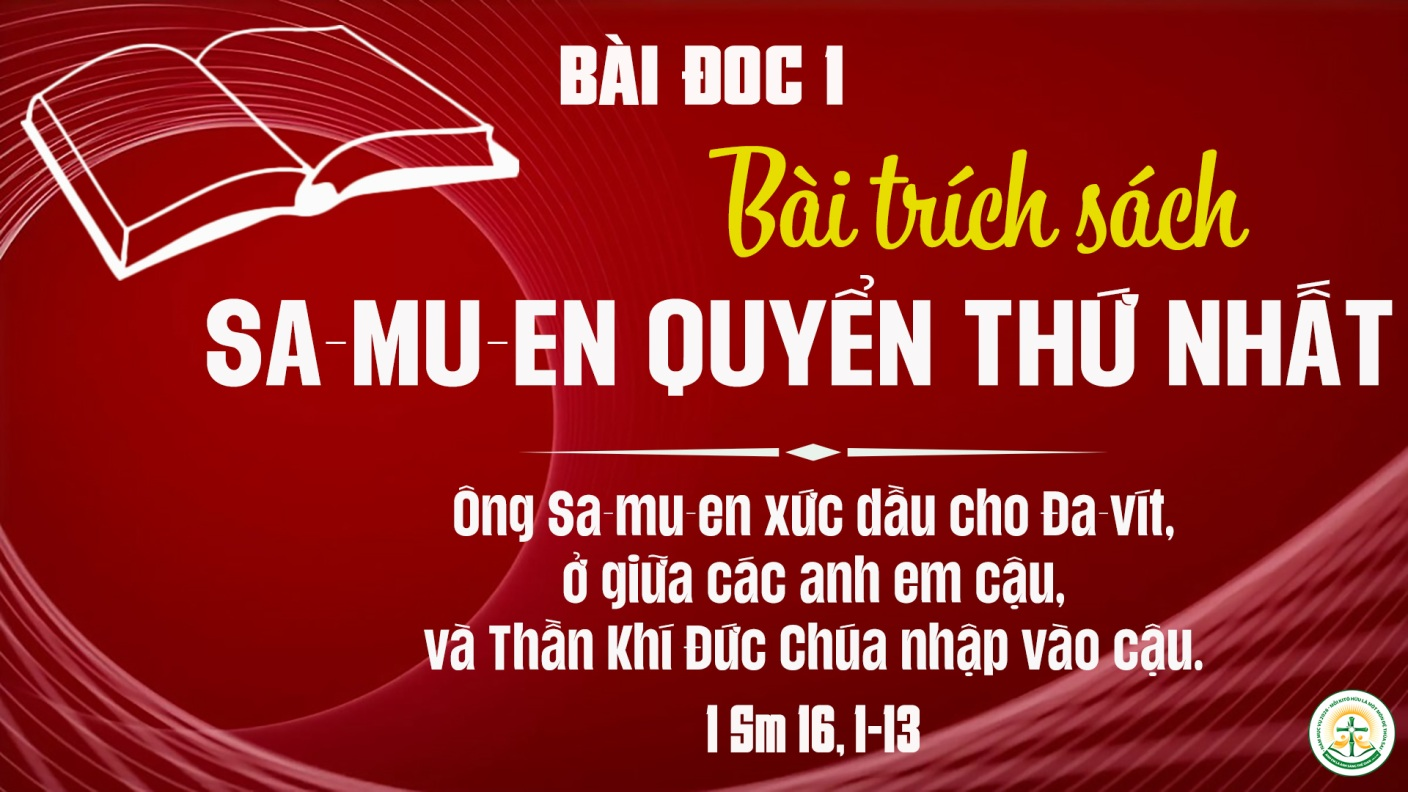 BÀI ĐOC 1
Bài trích sách
SA-MU-EN QUYỂN THỨ NHẤT
Ông Sa-mu-en xức dầu cho Đa-vít,
ở giữa các anh em cậu,
và Thần Khí Đức Chúa nhập vào cậu.
1 Sm 16, 1-13